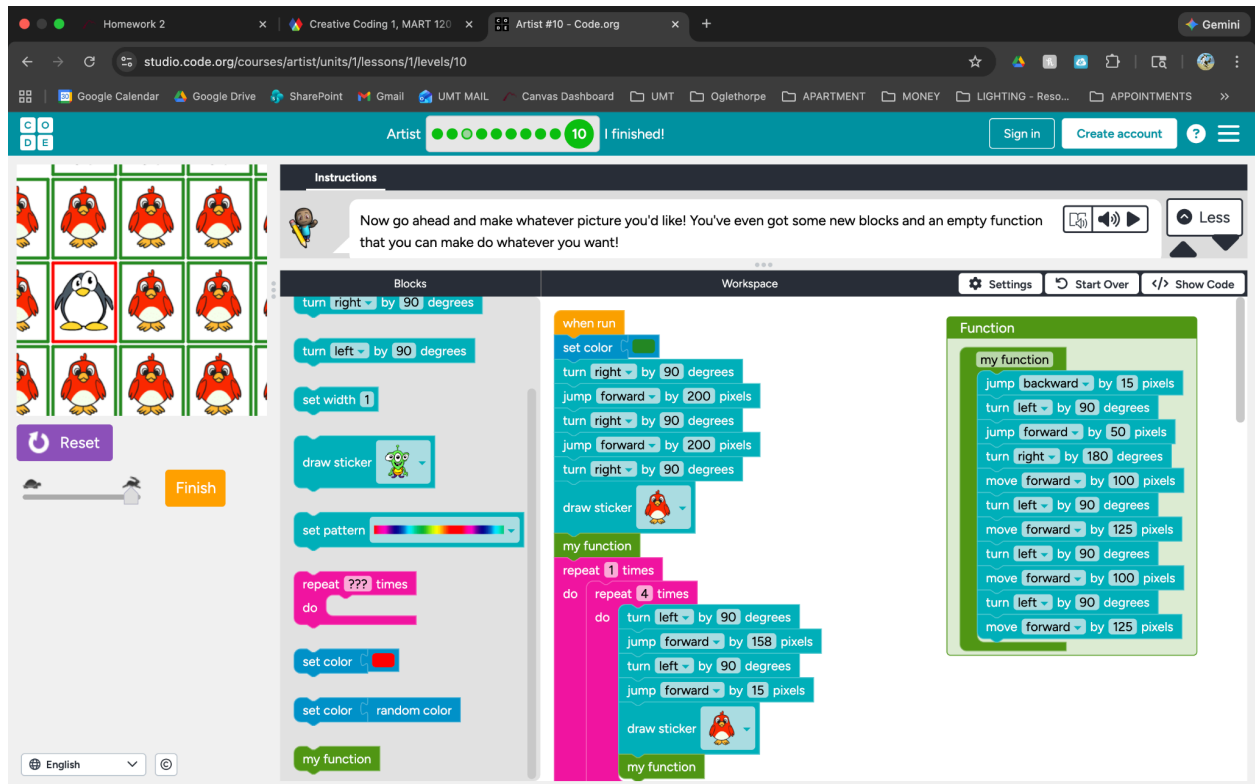 Homework 2
Creative Coding 1, MART 120
Artist #10 - Code.org
Gemini
studio.code.org/courses/artist/units/1/lessons/1/levels/10
Google Calendar
Google Drive
SharePoint
Gmail
UMT MAIL
Canvas Dashboard
UMT
Oglethorpe
APARTMENT
MONEY
LIGHTING - Reso...
APPOINTMENTS
CODE
Artist
10
I finished!
Sign in
Create account
?
Instructions
Now go ahead and make whatever picture you'd like! You've even got some new blocks and an empty function
that you can make do whatever you want!
Less
Blocks
Workspace
Settings
Start Over
</> Show Code
Reset
Finish
English
©
turn right by 90 degrees
turn left by 90 degrees
set width 1
draw sticker
set pattern
repeat ??? times
do
set color
set color random color
my function
when run
set color
turn right by 90 degrees
jump forward by 200 pixels
turn right by 90 degrees
jump forward by 200 pixels
turn right by 90 degrees
draw sticker
my function
repeat 1 times
do repeat 4 times
do turn left by 90 degrees
jump forward by 158 pixels
turn left by 90 degrees
jump forward by 15 pixels
draw sticker
my function
Function
my function
jump backward by 15 pixels
turn left by 90 degrees
jump forward by 50 pixels
turn right by 180 degrees
move forward by 100 pixels
turn left by 90 degrees
move forward by 125 pixels
turn left by 90 degrees
move forward by 100 pixels
turn left by 90 degrees
move forward by 125 pixels